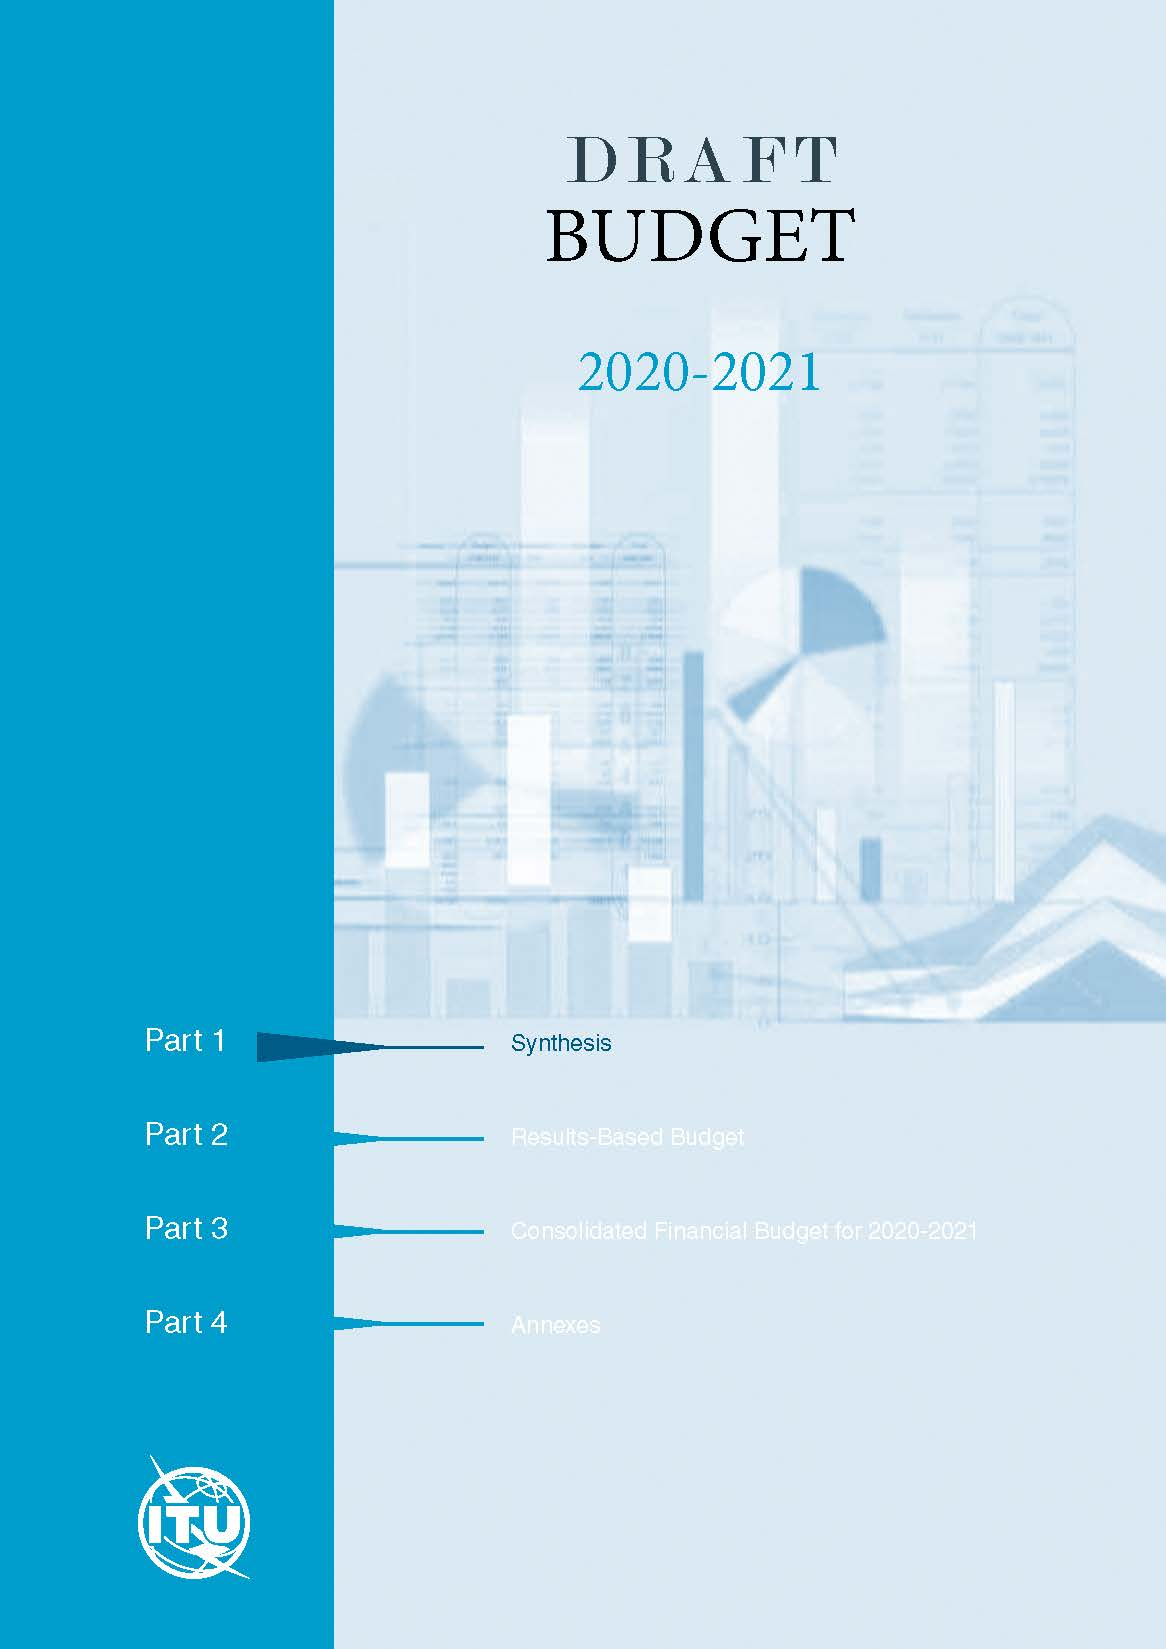 DRAFT
BUDGET
2020-2021
Part 1 Synthesis
Part 2 Results-Based Budget
Part 3 Consolidated Financial Budget for 2020-2021
Part 4 Annexes
ITU